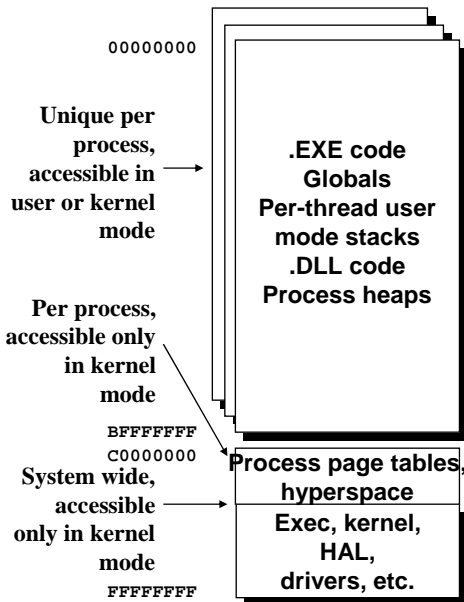 00000000
Unique per
process,
accessible in
user or kernel
mode
.EXE code
Globals
Per-thread user
mode stacks
.DLL code
Process heaps
Per process,
accessible only
in kernel
mode
BFFFFFFF
C0000000
Process page tables,
hyperspace
System wide,
accessible
only in kernel
mode
Exec, kernel,
HAL,
drivers, etc.
FFFFFFFF